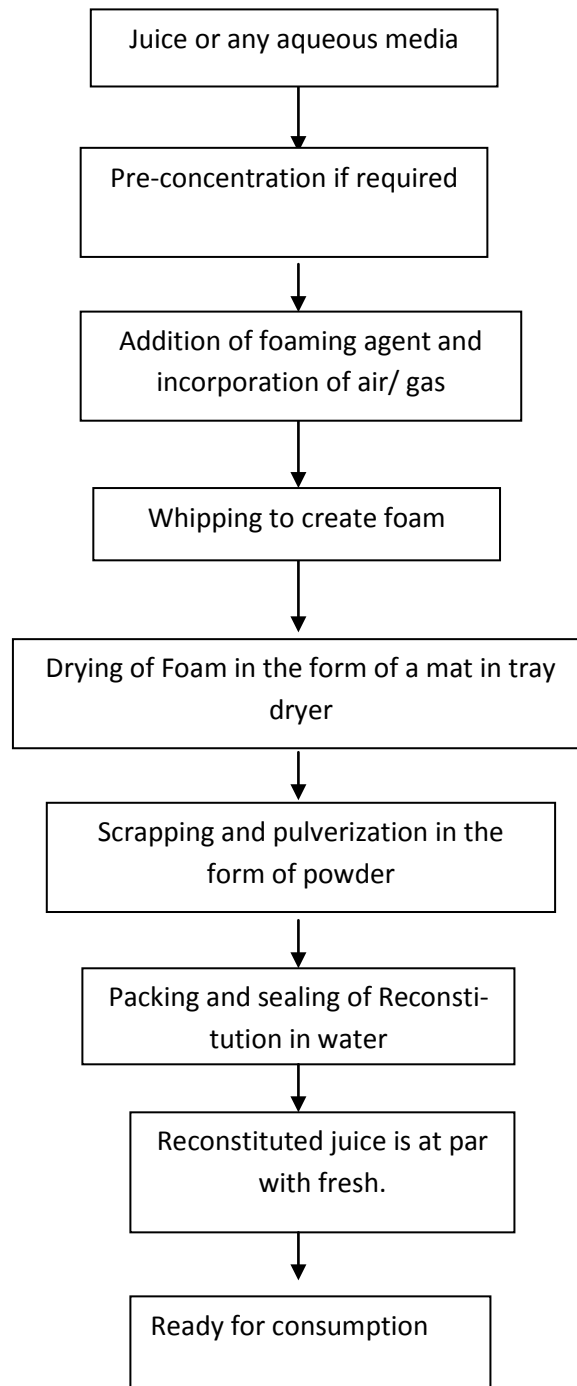 Juice or any aqueous media
Pre-concentration if required
Addition of foaming agent and
incorporation of air/ gas
Whipping to create foam
Drying of Foam in the form of a mat in tray
dryer
Scrapping and pulverization in the
form of powder
Packing and sealing of Reconsti-
tution in water
Reconstituted juice is at par
with fresh.
Ready for consumption